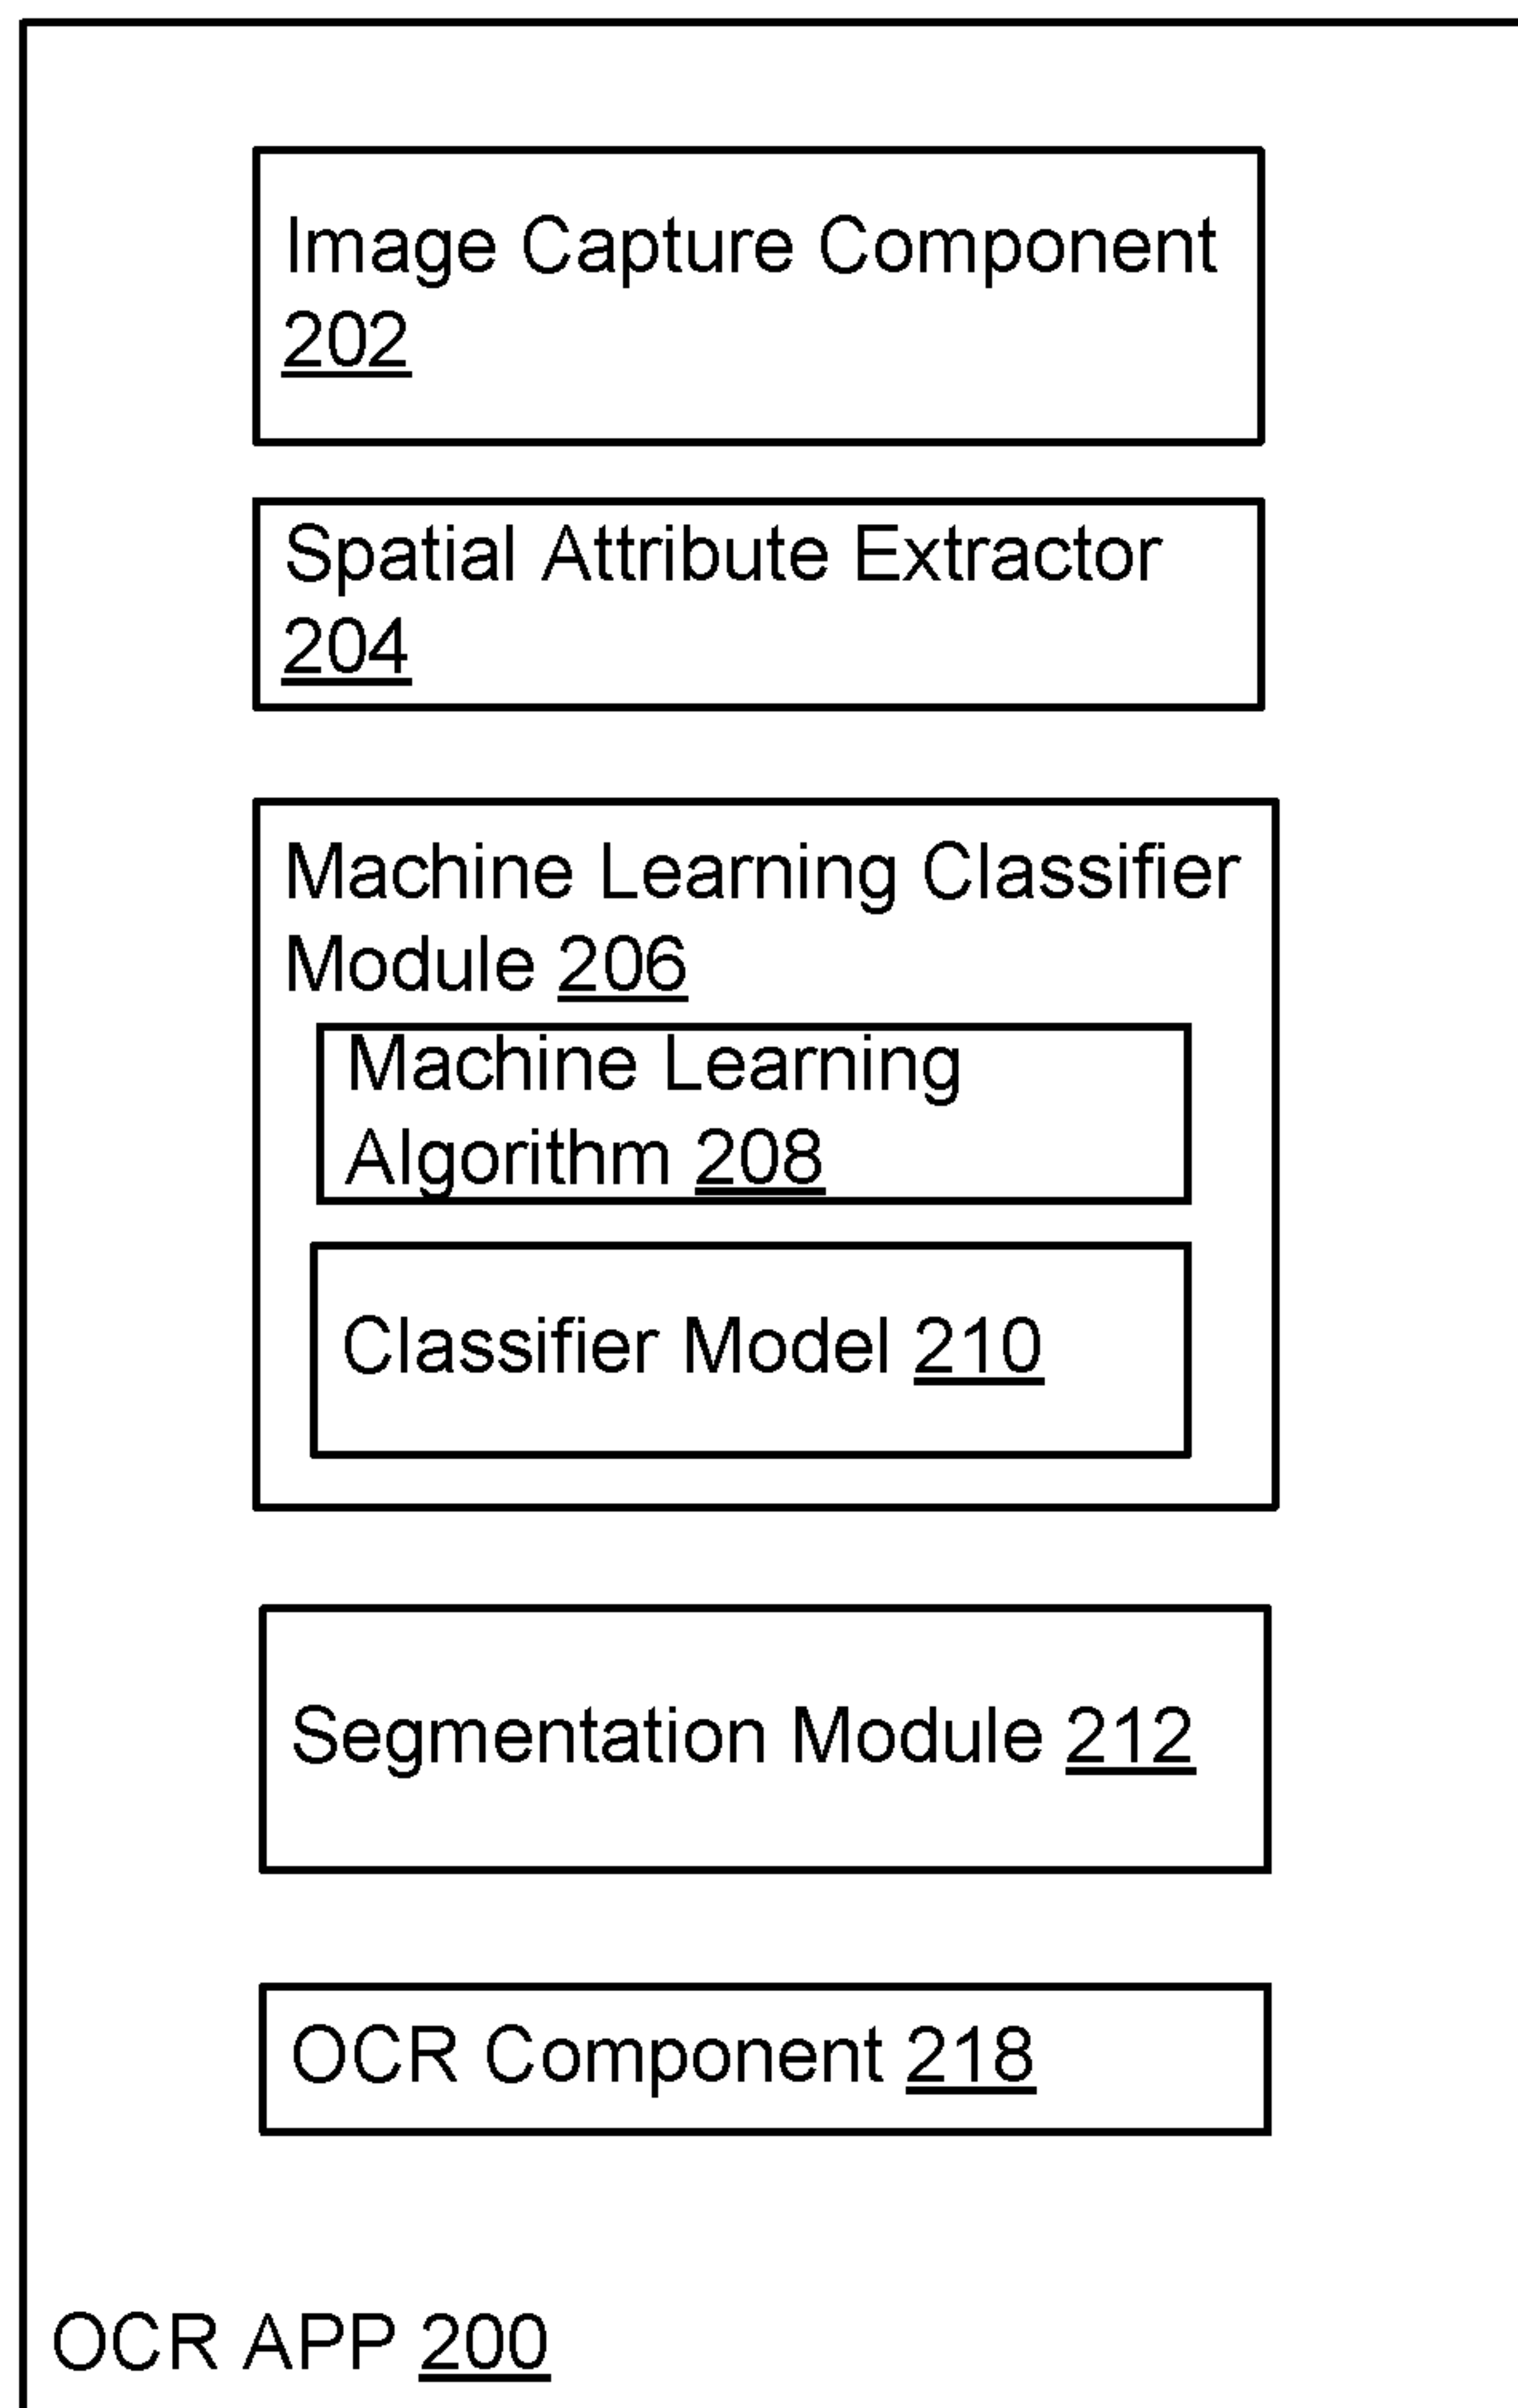 Image Capture Component
202
Spatial Attribute Extractor
204
Machine Learning Classifier
Module 206
Machine Learning
Algorithm 208
Classifier Model 210
Segmentation Module 212
OCR Component 218
OCR APP 200